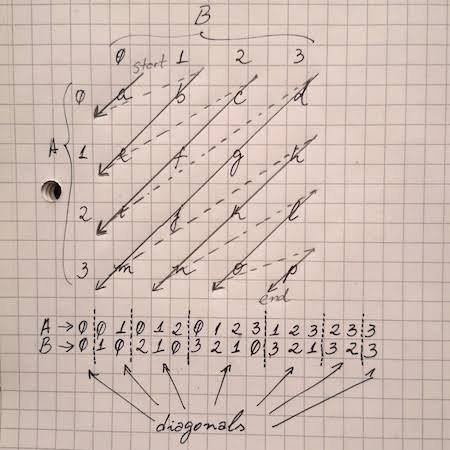 B
0 1 2 3
start
0 a b c d
A
1 e f g h
2 i j k l
3 m n o p
end
A → 0 0 1 0 1 2 0 1 2 3 1 2 3 2 3 3
B → 0 1 0 2 1 0 3 2 1 0 3 2 1 3 2 3
diagonals